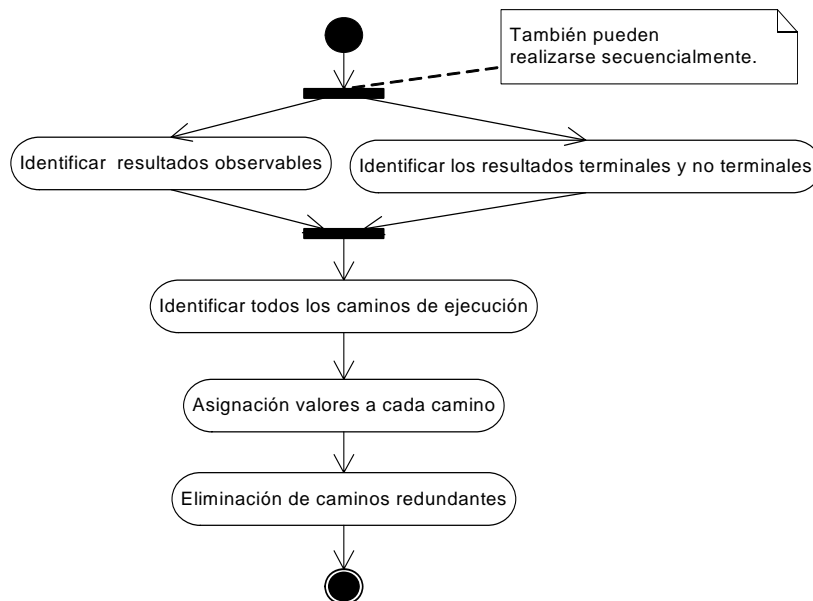 También pueden
realizarse secuencialmente.
Identificar resultados observables
Identificar los resultados terminales y no terminales
Identificar todos los caminos de ejecución
Asignación valores a cada camino
Eliminación de caminos redundantes